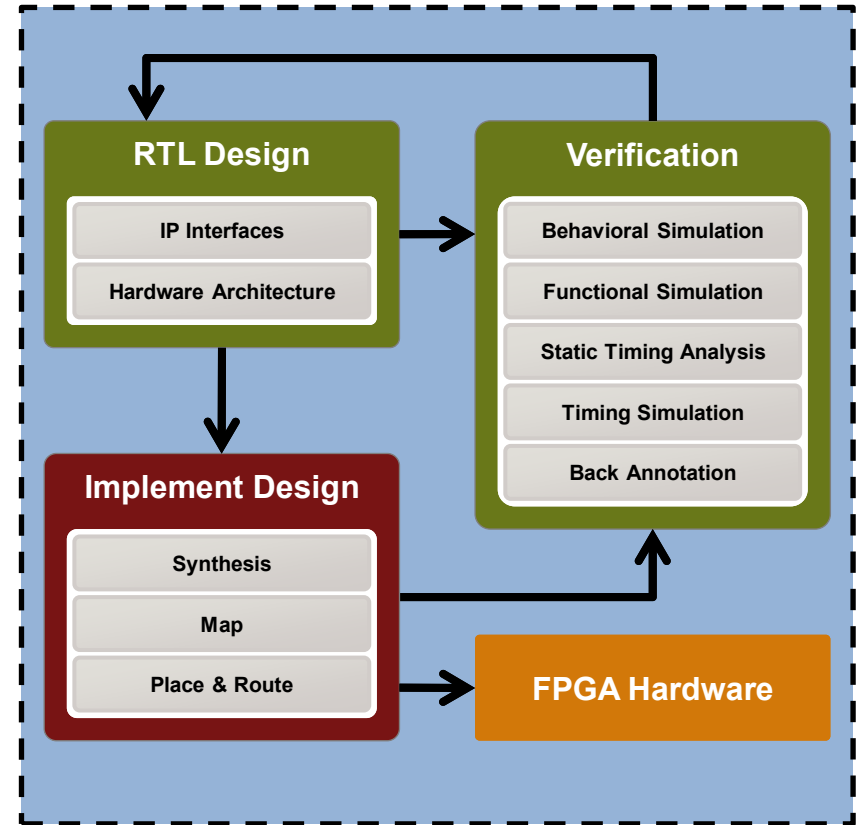 RTL Design
IP Interfaces
Hardware Architecture
Verification
Behavioral Simulation
Functional Simulation
Static Timing Analysis
Timing Simulation
Back Annotation
Implement Design
Synthesis
Map
Place & Route
FPGA Hardware